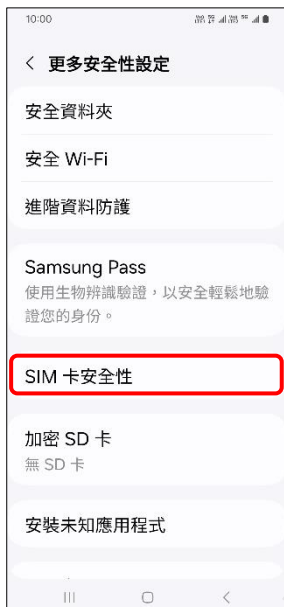 10:00
更多安全性設定
安全資料夾
安全 Wi-Fi
進階資料防護
Samsung Pass
使用生物辨識驗證，以安全輕鬆地驗
證您的身份。
SIM 卡安全性
加密 SD 卡
無 SD 卡
安裝未知應用程式